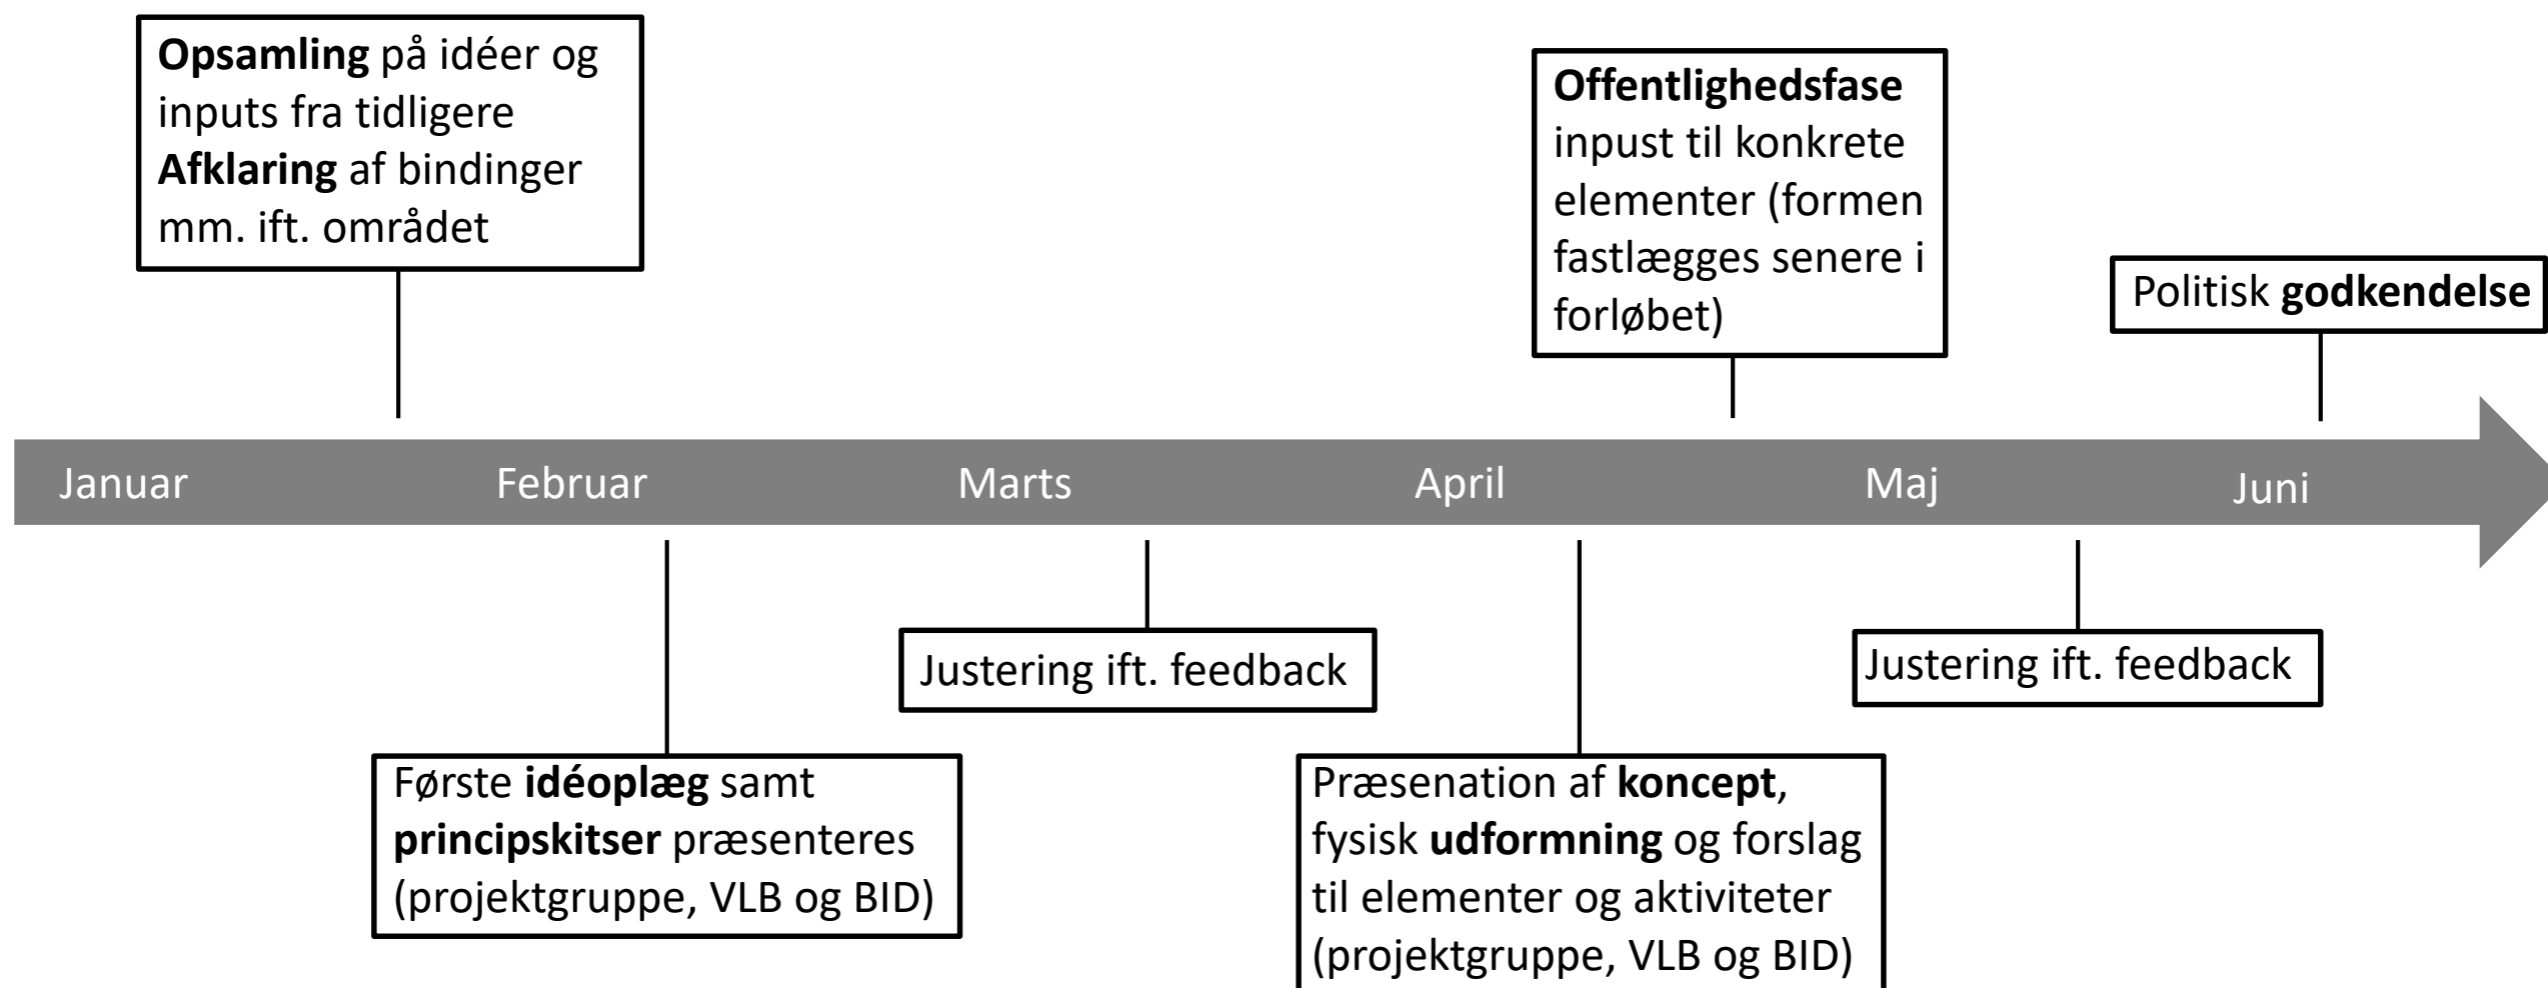 Opsamling på idéer og
inputs fra tidligere
Afklaring af bindinger
mm. ift. området
Offentlighedsfase
inpust til konkrete
elementer (formen
fastlægges senere i
forløbet)
Politisk godkendelse
Januar
Februar
Marts
April
Maj
Juni
Justering ift. feedback
Justering ift. feedback
Første idéoplæg samt
principskitser præsenteres
(projektgruppe, VLB og BID)
Præsenation af koncept,
fysisk udformning og forslag
til elementer og aktiviteter
(projektgruppe, VLB og BID)